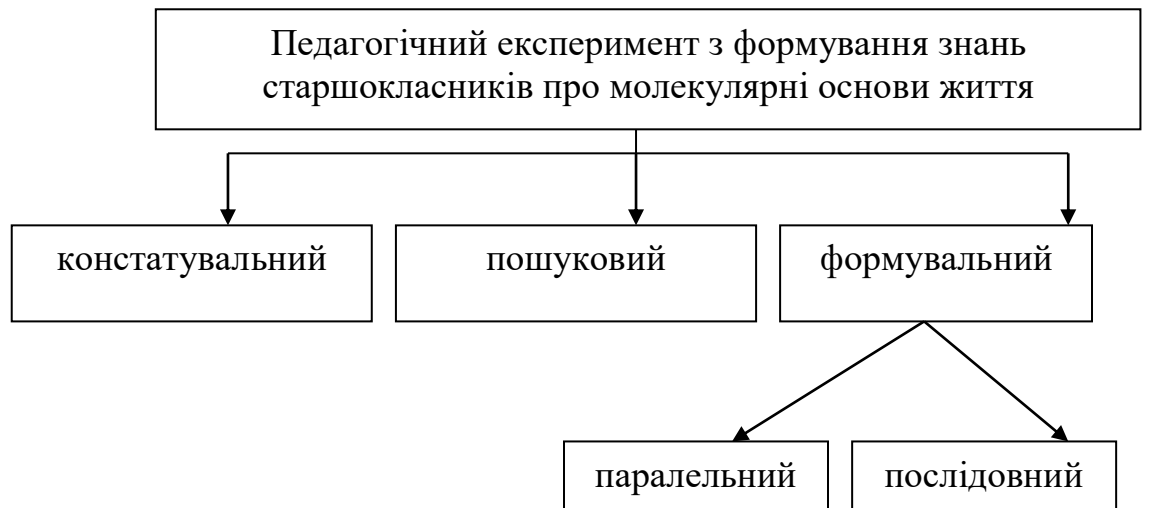 Педагогічний експеримент з формування знань
старшокласників про молекулярні основи життя
констатувальний
пошуковий
формувальний
паралельний
послідовний